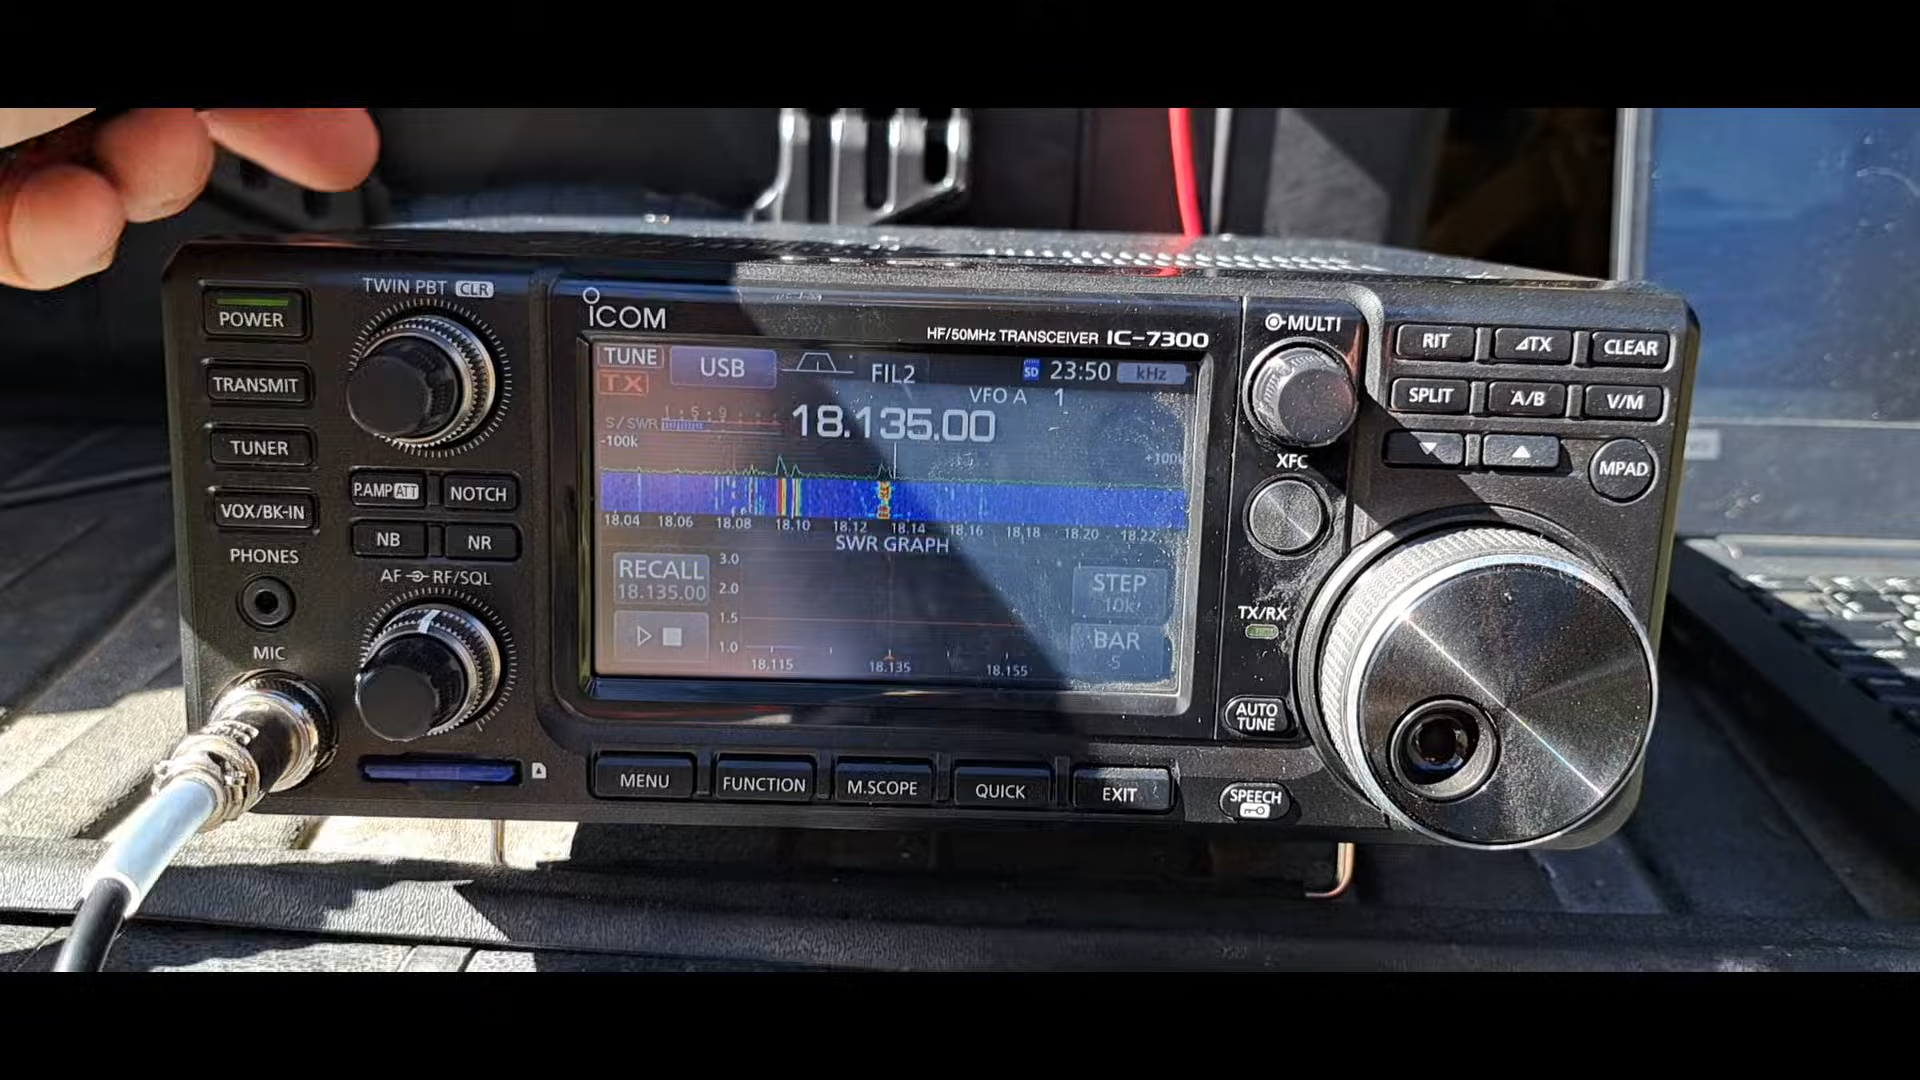 TWIN PBT CLR
POWER
TRANSMIT
TUNER
VOX/BK-IN
PHONES
MIC
P.AMP ATT
NOTCH
NB
NR
AF RF/SQL
ICOM
HF/50MHz TRANSCEIVER IC-7300
TUNE
USB
FIL2
SD
23:50
kHz
TX
VFO A 1
1 5 9
S/SWR
18.135.00
-100k
+100k
18.04 18.06 18.08 18.10 18.12 18.14 18.16 18.18 18.20 18.22
SWR GRAPH
RECALL
18.135.00
3.0
2.0
1.5
1.0
18.115 18.135 18.155
STEP
10k
BAR
5
MENU
FUNCTION
M.SCOPE
QUICK
EXIT
MULTI
XFC
TX/RX
AUTO
TUNE
SPEECH
RIT
ΔTX
CLEAR
SPLIT
A/B
V/M
MPAD